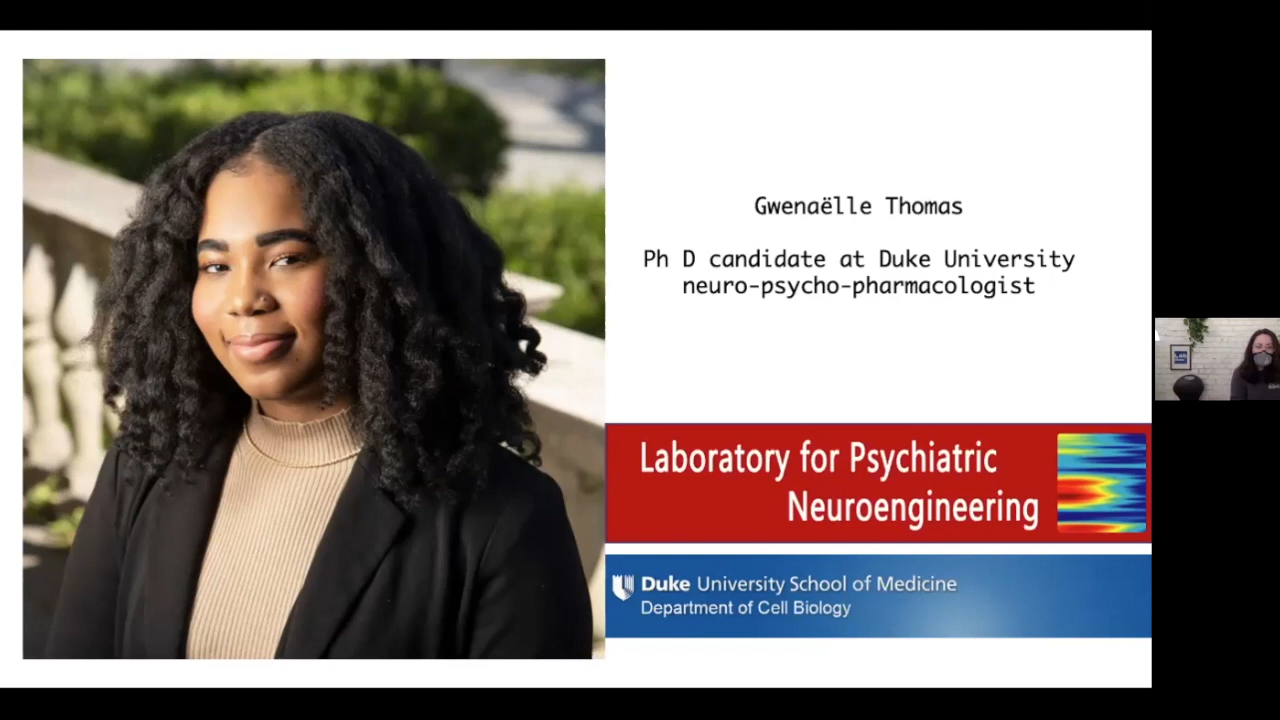 Gwenaëlle Thomas
Ph D candidate at Duke University
neuro-psycho-pharmacologist
Laboratory for Psychiatric
Neuroengineering
Duke University School of Medicine
Department of Cell Biology